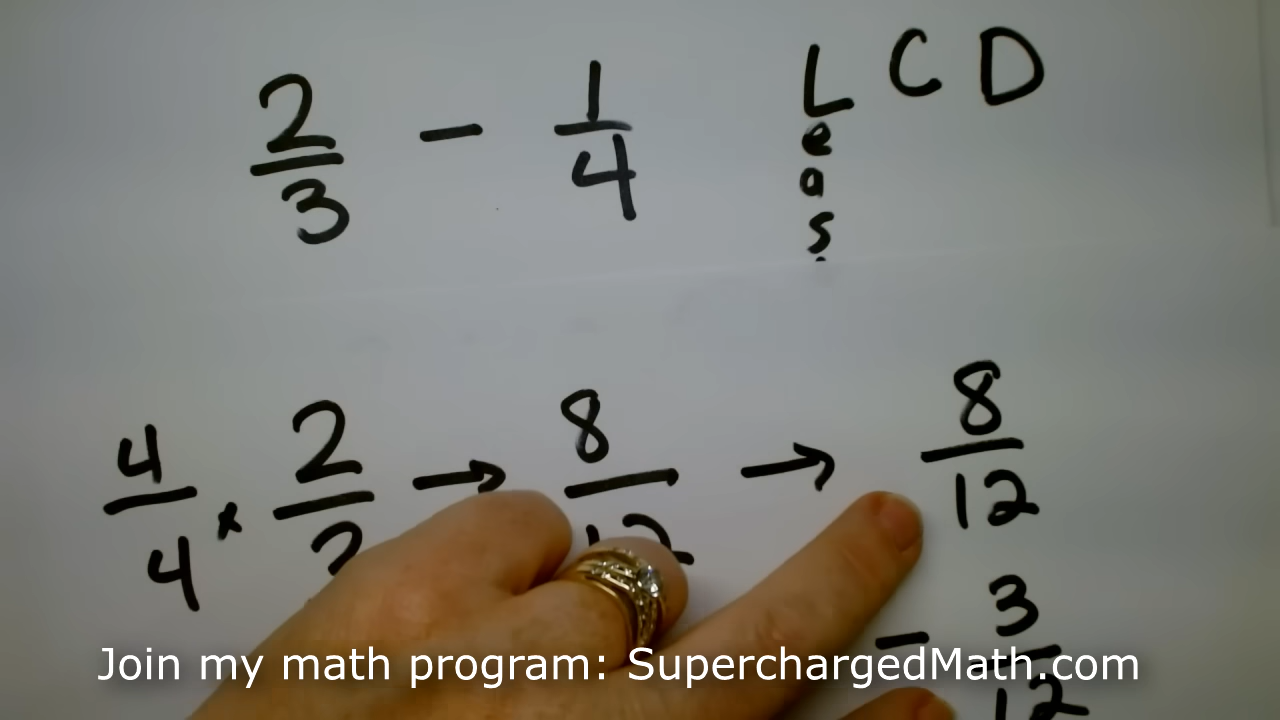 2/3 - 1/4
L C D
e
a
s
4/4 × 2/3 → 8/12 → 8/12
- 3/12
Join my math program: SuperchargedMath.com